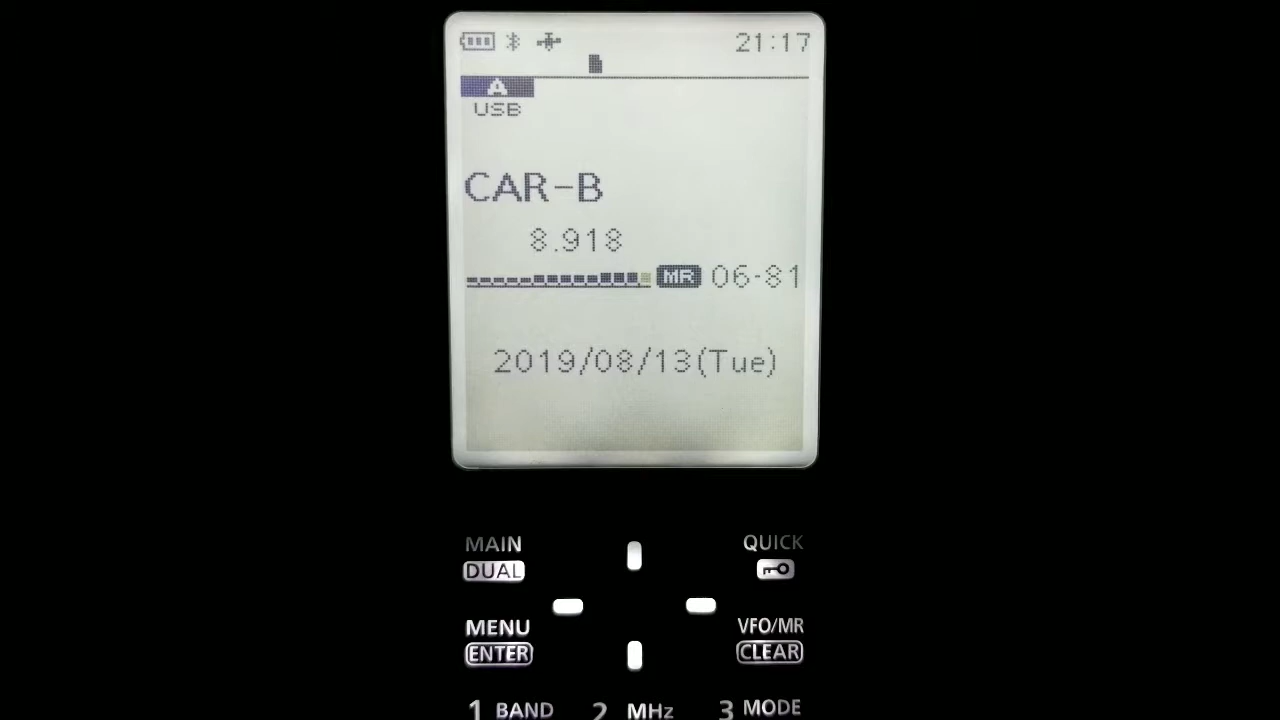 21:17
A
USB
CAR-B
8.918
MR 06-81
2019/08/13(Tue)
MAIN QUICK
DUAL
MENU VFO/MR
ENTER CLEAR
1 BAND 2 MHz 3 MODE